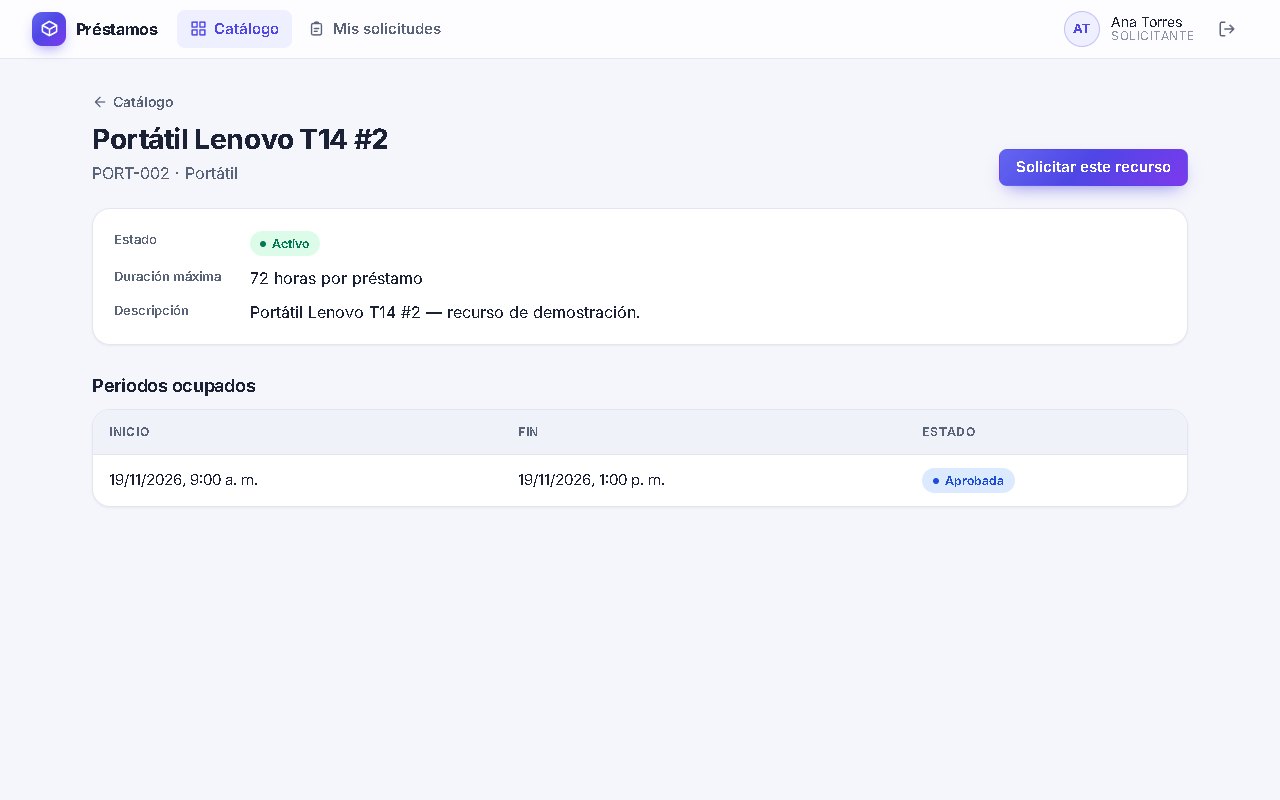 Préstamos
Catálogo
Mis solicitudes
AT
Ana Torres
SOLICITANTE
Catálogo
Portátil Lenovo T14 #2
PORT-002 · Portátil
Solicitar este recurso
Estado
Activo
Duración máxima
72 horas por préstamo
Descripción
Portátil Lenovo T14 #2 — recurso de demostración.
Periodos ocupados
INICIO
FIN
ESTADO
19/11/2026, 9:00 a. m.
19/11/2026, 1:00 p. m.
Aprobada